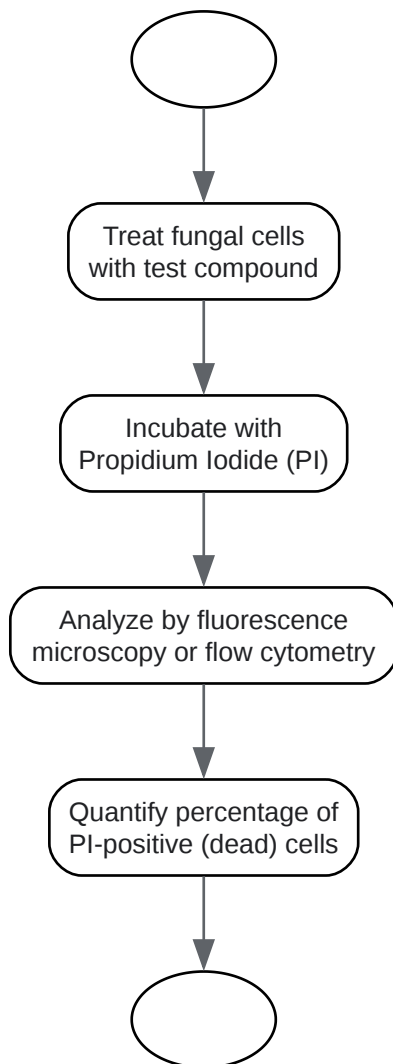 Treat fungal cells
with test compound
Incubate with
Propidium Iodide (PI)
Analyze by fluorescence
microscopy or flow cytometry
Quantify percentage of
PI-positive (dead) cells